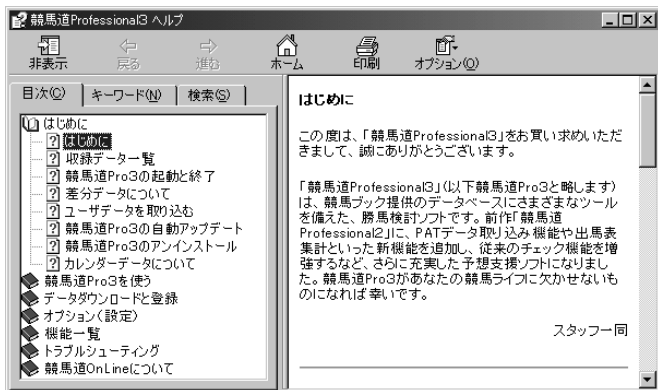 競馬道Professional3 ヘルプ
非表示 戻る 進む ホーム 印刷 オプション(O)
目次(C) キーワード(N) 検索(S)
はじめに
はじめに
収録データ一覧
競馬道Pro3の起動と終了
差分データについて
ユーザデータを取り込む
競馬道Pro3の自動アップデート
競馬道Pro3のアンインストール
カレンダーデータについて
競馬道Pro3を使う
データダウンロードと登録
オプション(設定)
機能一覧
トラブルシューティング
競馬道OnLineについて
はじめに
この度は、「競馬道Professional3」をお買い求めいただ
きまして、誠にありがとうございます。
「競馬道Professional3」(以下競馬道Pro3と略します)
は、競馬ブック提供のデータベースにさまざまなツール
を備えた、勝馬検討ソフトです。前作「競馬道
Professional2」に、PATデータ取り込み機能や出馬表
集計といった新機能を追加し、従来のチェック機能を増
強するなど、さらに充実した予想支援ソフトになりまし
た。競馬道Pro3があなたの競馬ライフに欠かせないも
のになれば幸いです。
スタッフ一同